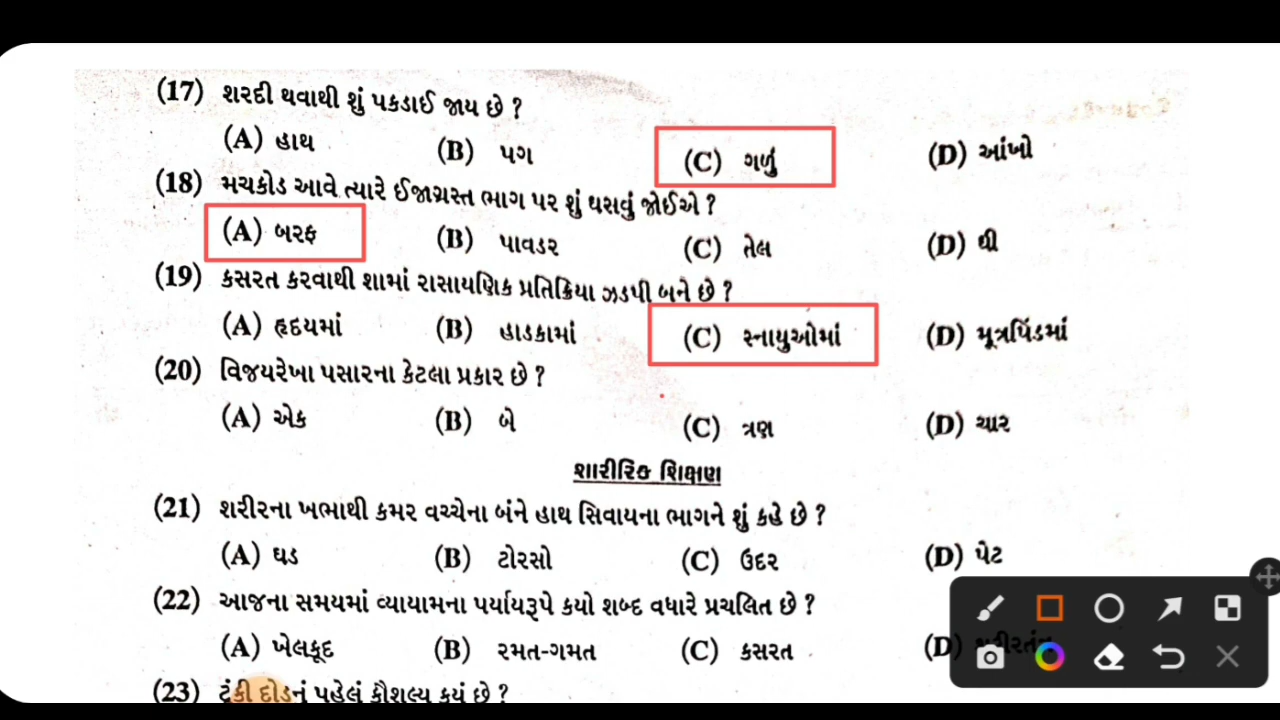 (17) શરદી થવાથી શું પકડાઈ જાય છે ?
(A) હાથ (B) પગ (C) ગળું (D) આંખો
(18) મચકોડ આવે ત્યારે ઈજાગ્રસ્ત ભાગ પર શું ઘસવું જોઈએ ?
(A) બરફ (B) પાવડર (C) તેલ (D) ઘી
(19) કસરત કરવાથી શામાં રાસાયણિક પ્રતિક્રિયા ઝડપી બને છે ?
(A) હૃદયમાં (B) હાડકામાં (C) સ્નાયુઓમાં (D) મૂત્રપિંડમાં
(20) વિજયરેખા પસારના કેટલા પ્રકાર છે ?
(A) એક (B) બે (C) ત્રણ (D) ચાર
શારીરિક શિક્ષણ
(21) શરીરના ખભાથી કમર વચ્ચેના બંને હાથ સિવાયના ભાગને શું કહે છે ?
(A) ધડ (B) ટોરસો (C) ઉદર (D) પેટ
(22) આજના સમયમાં વ્યાયામના પર્યાયરૂપે કયો શબ્દ વધારે પ્રચલિત છે ?
(A) ખેલકૂદ (B) રમત-ગમત (C) કસરત (D)
(23) ટૂંકી દોડનું પહેલું કૌશલ્ય કયું છે ?